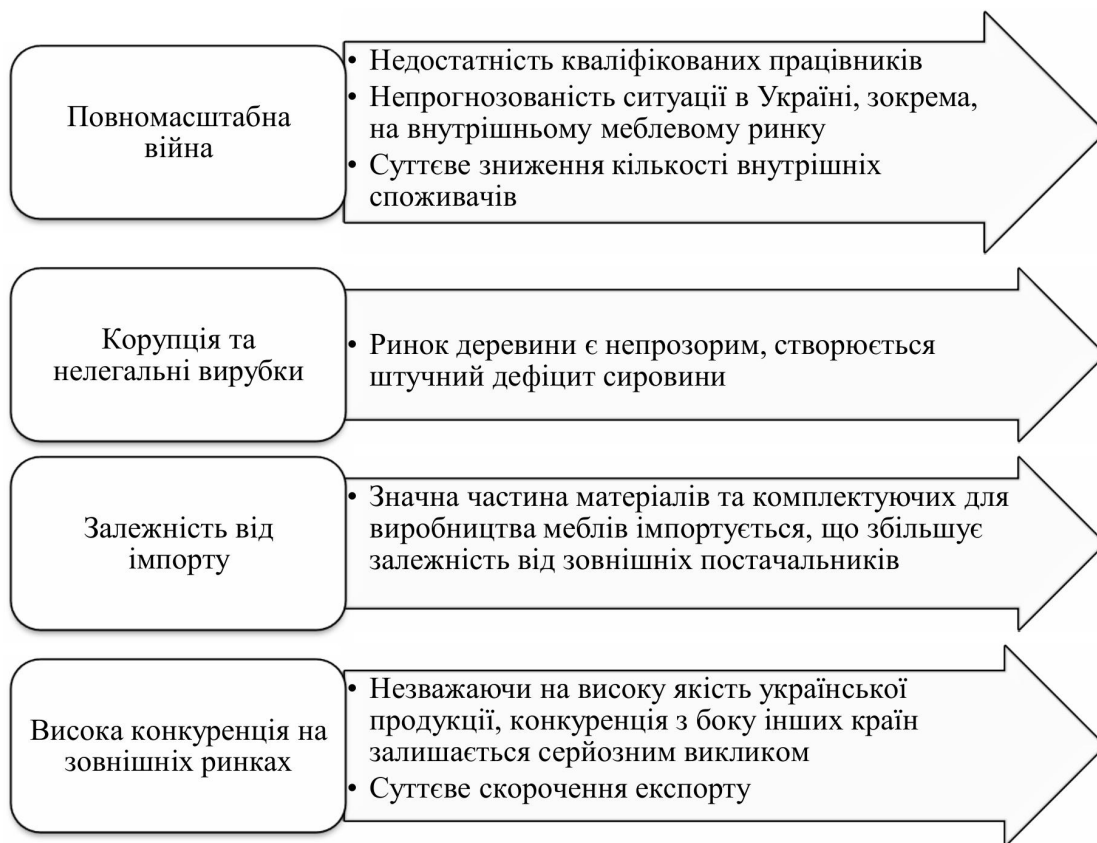 Повномасштабна
війна
• Недостатність кваліфікованих працівників
• Непрогнозованість ситуації в Україні, зокрема,
на внутрішньому меблевому ринку
• Суттєве зниження кількості внутрішніх
споживачів
Корупція та
нелегальні вирубки
• Ринок деревини є непрозорим, створюється
штучний дефіцит сировини
Залежність від
імпорту
• Значна частина матеріалів та комплектуючих для
виробництва меблів імпортується, що збільшує
залежність від зовнішніх постачальників
Висока конкуренція на
зовнішніх ринках
• Незважаючи на високу якість української
продукції, конкуренція з боку інших країн
залишається серйозним викликом
• Суттєве скорочення експорту